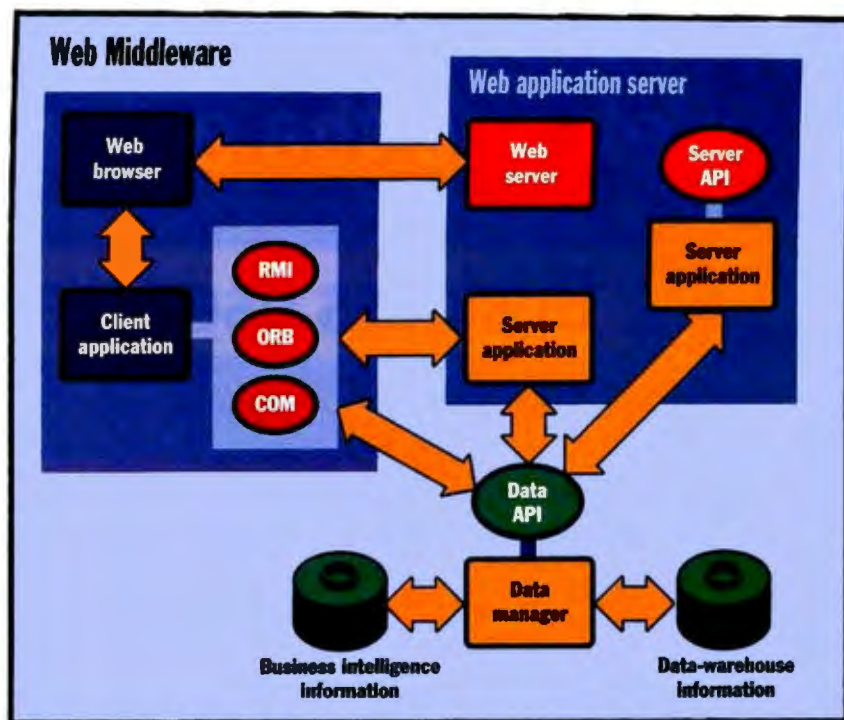 Web Middleware
Web application server
Web
browser
Web
server
Server
API
RMI
Server
application
Client
application
ORB
Server
application
COM
Data
API
Data
manager
Business intelligence
information
Data-warehouse
information